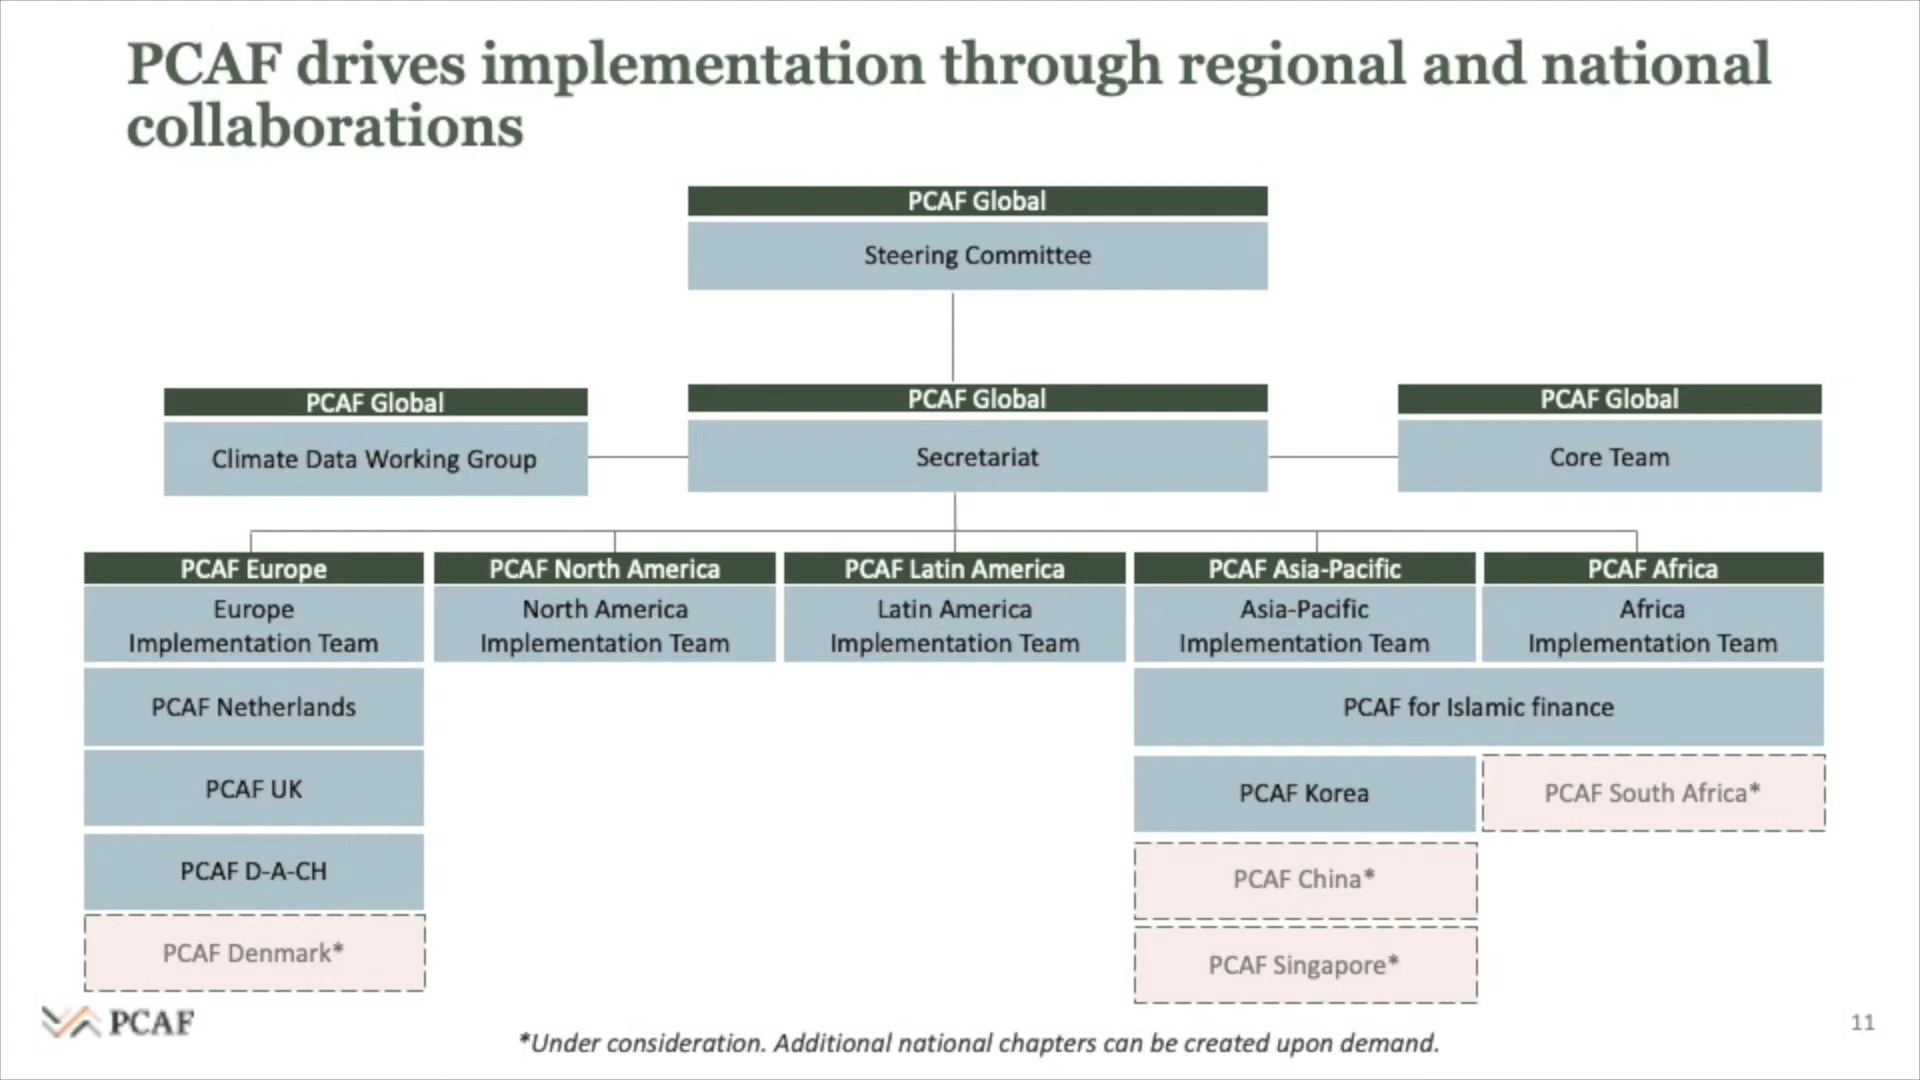 PCAF drives implementation through regional and national
collaborations
PCAF Global
Steering Committee
PCAF Global
Climate Data Working Group
PCAF Global
Secretariat
PCAF Global
Core Team
PCAF Europe
Europe
Implementation Team
PCAF Netherlands
PCAF UK
PCAF D-A-CH
PCAF Denmark*
PCAF North America
North America
Implementation Team
PCAF Latin America
Latin America
Implementation Team
PCAF Asia-Pacific
Asia-Pacific
Implementation Team
PCAF Africa
Africa
Implementation Team
PCAF for Islamic finance
PCAF Korea
PCAF South Africa*
PCAF China*
PCAF Singapore*
PCAF
*Under consideration. Additional national chapters can be created upon demand.
11